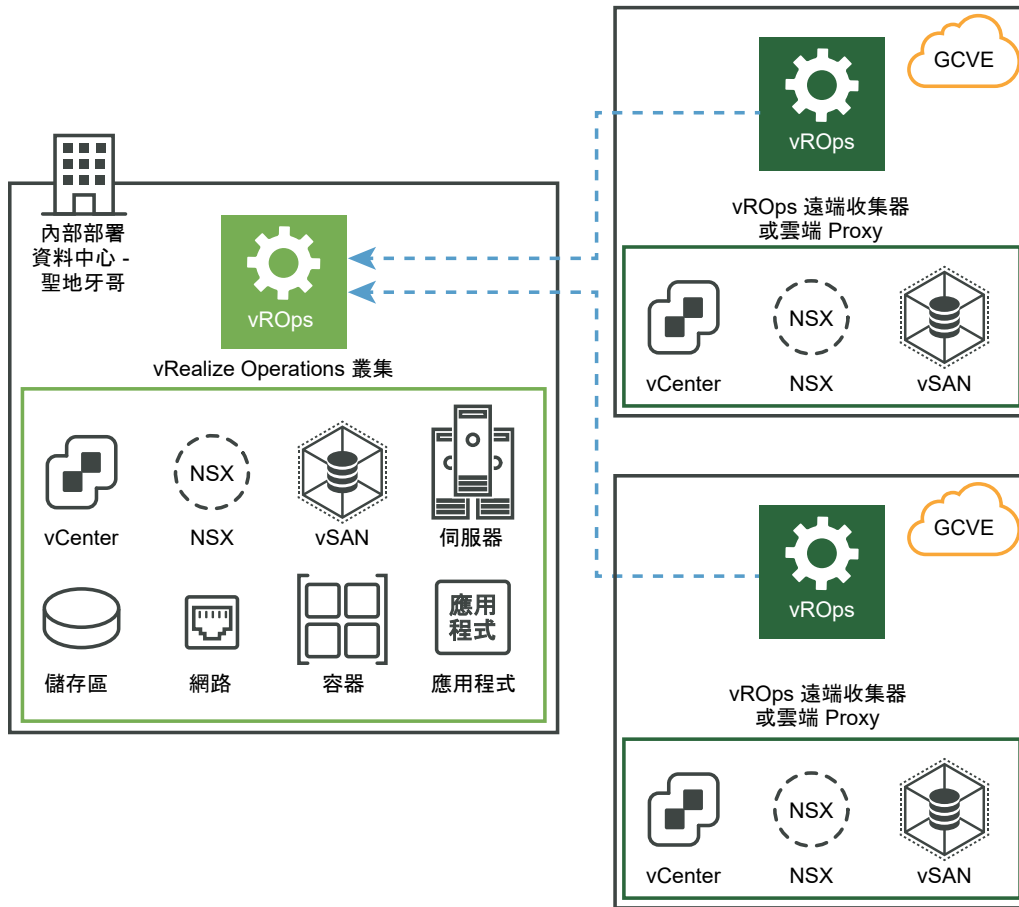 內部部署
資料中心 -
聖地牙哥
vROps
vRealize Operations 叢集
NSX
vCenter
NSX
vSAN
伺服器
應用
程式
儲存區
網路
容器
應用程式
GCVE
vROps
vROps 遠端收集器
或雲端 Proxy
NSX
vCenter
NSX
vSAN
GCVE
vROps
vROps 遠端收集器
或雲端 Proxy
NSX
vCenter
NSX
vSAN